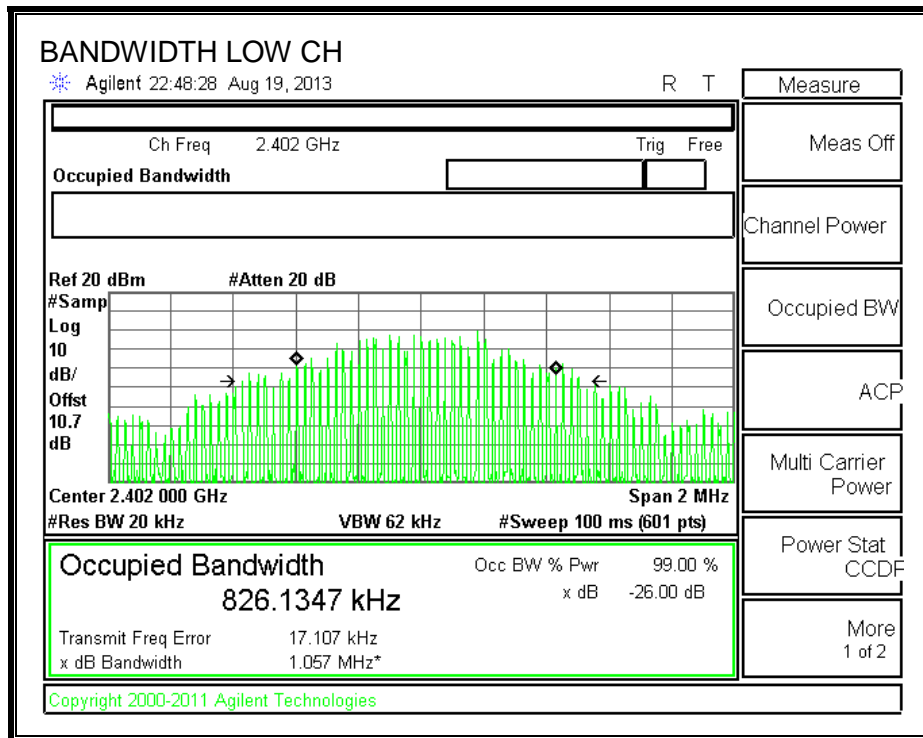 BANDWIDTH LOW CH
Agilent 22:48:28 Aug 19, 2013 R T
Ch Freq 2.402 GHz Trig Free
Occupied Bandwidth
Ref 20 dBm #Atten 20 dB
#Samp
Log
10
dB/
Offst
10.7
dB
Center 2.402 000 GHz Span 2 MHz
#Res BW 20 kHz VBW 62 kHz #Sweep 100 ms (601 pts)
Occupied Bandwidth Occ BW % Pwr 99.00 %
826.1347 kHz x dB -26.00 dB
Transmit Freq Error 17.107 kHz
x dB Bandwidth 1.057 MHz*
Copyright 2000-2011 Agilent Technologies
Measure
Meas Off
Channel Power
Occupied BW
ACP
Multi Carrier
Power
Power Stat
CCDF
More
1 of 2